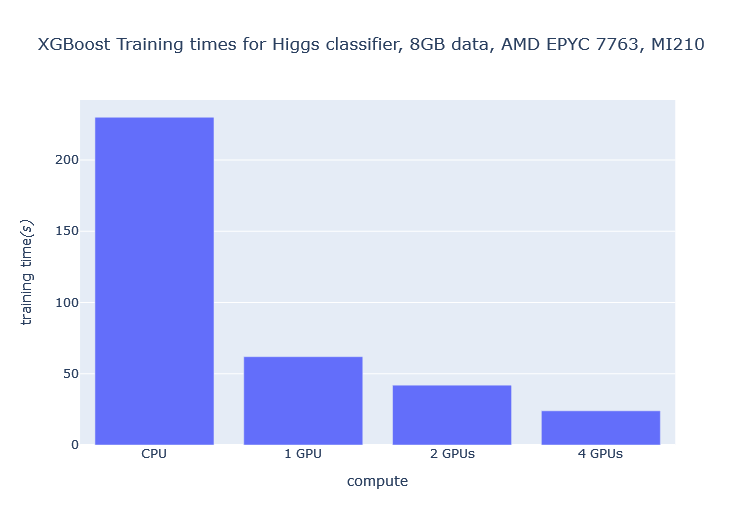 XGBoost Training times for Higgs classifier, 8GB data, AMD EPYC 7763, MI210
training time(s)
200
150
100
50
0
CPU
1 GPU
2 GPUs
4 GPUs
compute